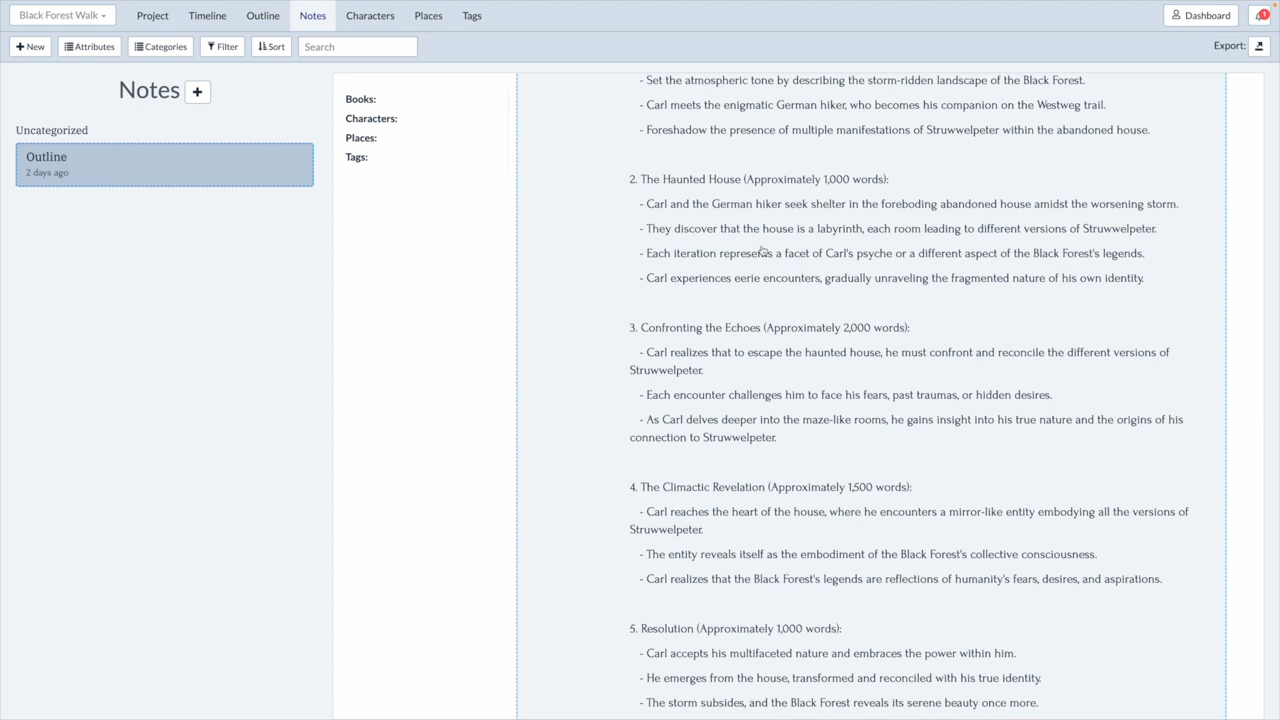 Black Forest Walk
Project
Timeline
Outline
Notes
Characters
Places
Tags
Dashboard
1
New
Attributes
Categories
Filter
Sort
Search
Export:
Notes
Uncategorized
Outline
2 days ago
Books:
Characters:
Places:
Tags:
- Set the atmospheric tone by describing the storm-ridden landscape of the Black Forest.
- Carl meets the enigmatic German hiker, who becomes his companion on the Westweg trail.
- Foreshadow the presence of multiple manifestations of Struwwelpeter within the abandoned house.
2. The Haunted House (Approximately 1,000 words):
- Carl and the German hiker seek shelter in the foreboding abandoned house amidst the worsening storm.
- They discover that the house is a labyrinth, each room leading to different versions of Struwwelpeter.
- Each iteration represents a facet of Carl's psyche or a different aspect of the Black Forest's legends.
- Carl experiences eerie encounters, gradually unraveling the fragmented nature of his own identity.
3. Confronting the Echoes (Approximately 2,000 words):
- Carl realizes that to escape the haunted house, he must confront and reconcile the different versions of
Struwwelpeter.
- Each encounter challenges him to face his fears, past traumas, or hidden desires.
- As Carl delves deeper into the maze-like rooms, he gains insight into his true nature and the origins of his
connection to Struwwelpeter.
4. The Climactic Revelation (Approximately 1,500 words):
- Carl reaches the heart of the house, where he encounters a mirror-like entity embodying all the versions of
Struwwelpeter.
- The entity reveals itself as the embodiment of the Black Forest's collective consciousness.
- Carl realizes that the Black Forest's legends are reflections of humanity's fears, desires, and aspirations.
5. Resolution (Approximately 1,000 words):
- Carl accepts his multifaceted nature and embraces the power within him.
- He emerges from the house, transformed and reconciled with his true identity.
- The storm subsides, and the Black Forest reveals its serene beauty once more.